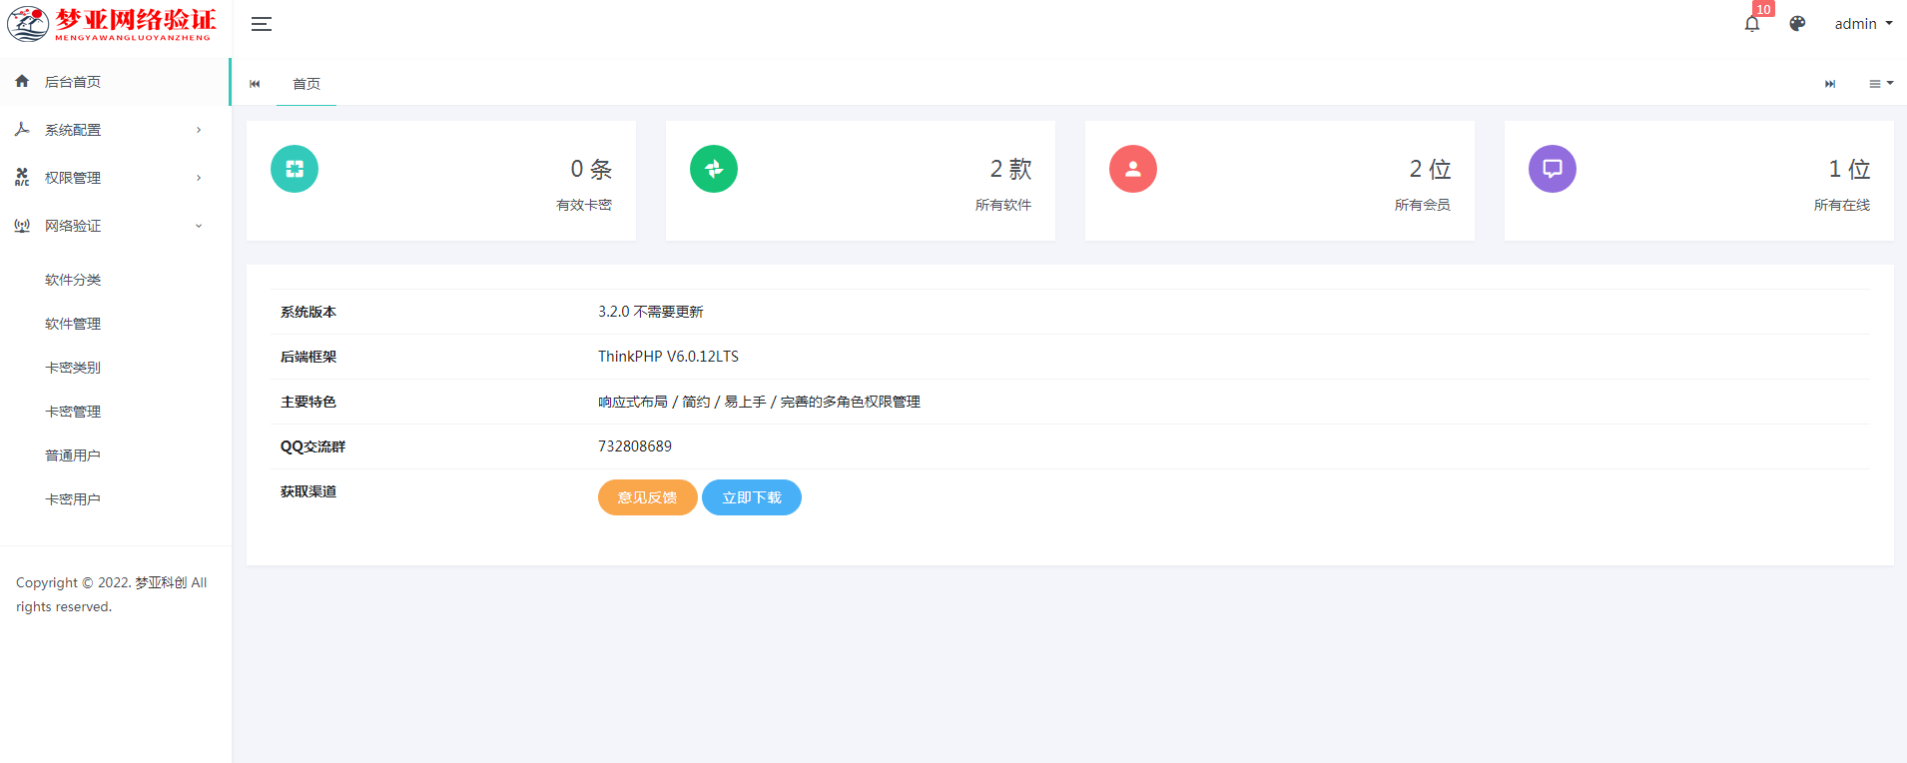 梦亚网络验证
MENGYAWANGLUOYANZHENG
10
admin
后台首页
首页
系统配置
权限管理
网络验证
软件分类
软件管理
卡密类别
卡密管理
普通用户
卡密用户
Copyright © 2022. 梦亚科创 All
rights reserved.
0 条
有效卡密
2 款
所有软件
2 位
所有会员
1 位
所有在线
系统版本 3.2.0 不需要更新
后端框架 ThinkPHP V6.0.12LTS
主要特色 响应式布局 / 简约 / 易上手 / 完善的多角色权限管理
QQ交流群 732808689
获取渠道 意见反馈 立即下载